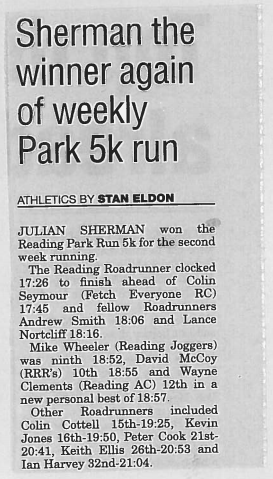 Sherman the
winner again
of weekly
Park 5k run
ATHLETICS BY STAN ELDON
JULIAN SHERMAN won the
Reading Park Run 5k for the second
week running.
The Reading Roadrunner clocked
17:26 to finish ahead of Colin
Seymour (Fetch Everyone RC)
17:45 and fellow Roadrunners
Andrew Smith 18:06 and Lance
Nortcliff 18:16.
Mike Wheeler (Reading Joggers)
was ninth 18:52, David McCoy
(RRR's) 10th 18:55 and Wayne
Clements (Reading AC) 12th in a
new personal best of 18:57.
Other Roadrunners included
Colin Cottell 15th-19:25, Kevin
Jones 16th-19:50, Peter Cook 21st-
20:41, Keith Ellis 26th-20:53 and
Ian Harvey 32nd-21:04.